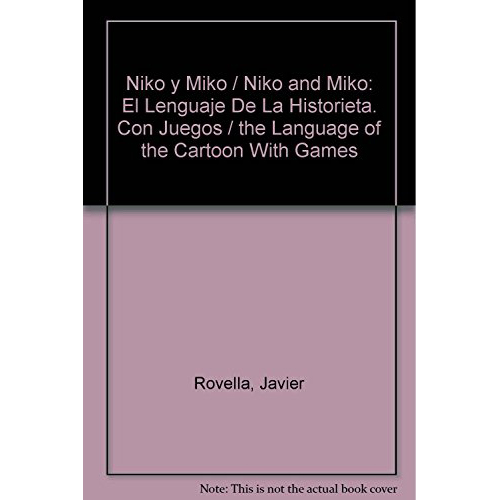 Niko y Miko / Niko and Miko:
El Lenguaje De La Historieta.
Con Juegos / the Language of
the Cartoon With Games
Rovella, Javier
Note: This is not the actual book cover